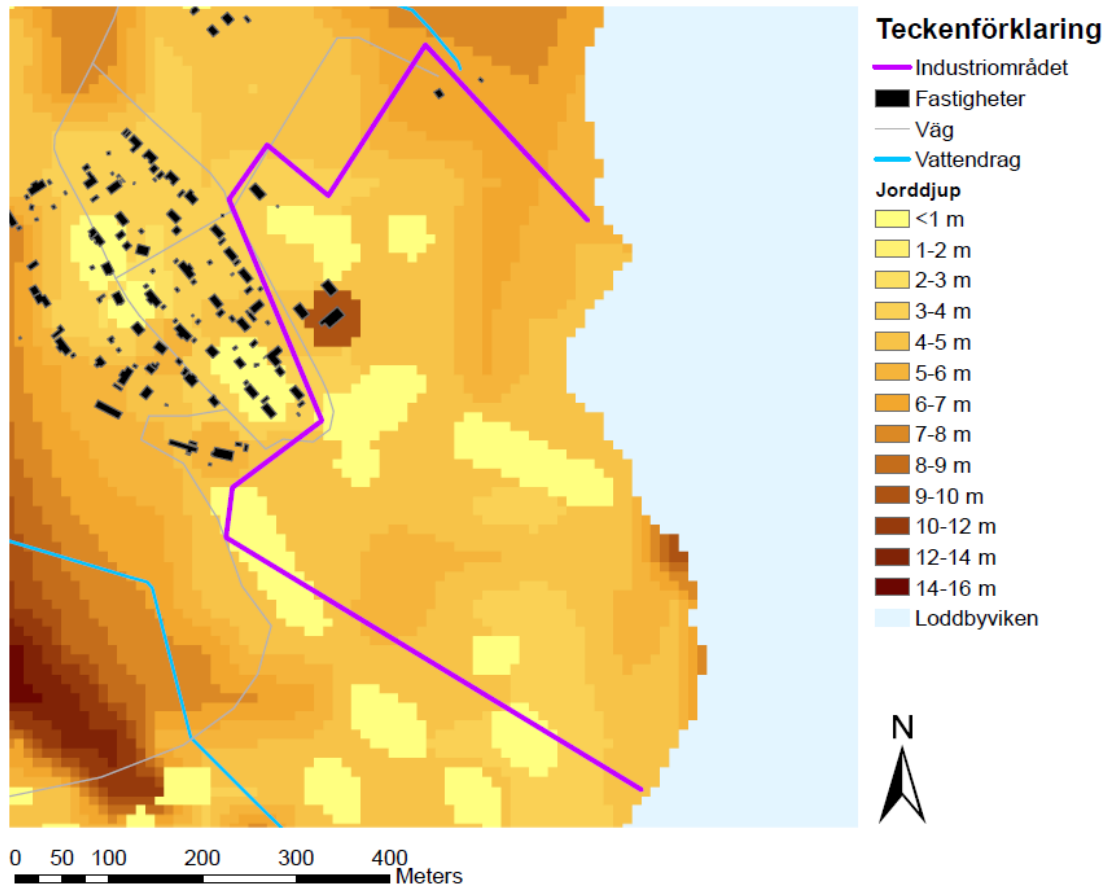 Teckenförklaring
Industriområdet
Fastigheter
Väg
Vattendrag
Jorddjup
<1 m
1-2 m
2-3 m
3-4 m
4-5 m
5-6 m
6-7 m
7-8 m
8-9 m
9-10 m
10-12 m
12-14 m
14-16 m
Loddbyviken
N
0 50 100 200 300 400
Meters